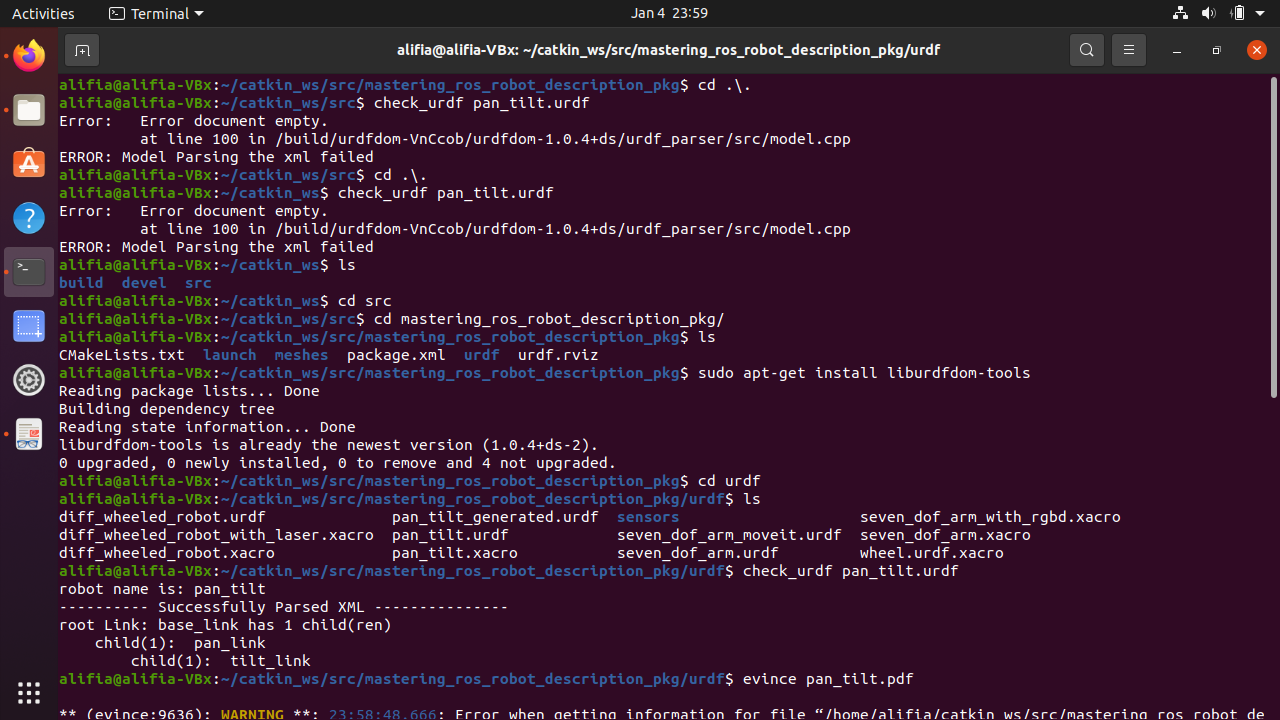 Activities
Terminal
Jan 4 23:59
alifia@alifia-VBx: ~/catkin_ws/src/mastering_ros_robot_description_pkg/urdf
alifia@alifia-VBx:~/catkin_ws/src/mastering_ros_robot_description_pkg$ cd .\.
alifia@alifia-VBx:~/catkin_ws/src$ check_urdf pan_tilt.urdf
Error:   Error document empty.
         at line 100 in /build/urdfdom-VnCcob/urdfdom-1.0.4+ds/urdf_parser/src/model.cpp
ERROR: Model Parsing the xml failed
alifia@alifia-VBx:~/catkin_ws/src$ cd .\.
alifia@alifia-VBx:~/catkin_ws$ check_urdf pan_tilt.urdf
Error:   Error document empty.
         at line 100 in /build/urdfdom-VnCcob/urdfdom-1.0.4+ds/urdf_parser/src/model.cpp
ERROR: Model Parsing the xml failed
alifia@alifia-VBx:~/catkin_ws$ ls
build  devel  src
alifia@alifia-VBx:~/catkin_ws$ cd src
alifia@alifia-VBx:~/catkin_ws/src$ cd mastering_ros_robot_description_pkg/
alifia@alifia-VBx:~/catkin_ws/src/mastering_ros_robot_description_pkg$ ls
CMakeLists.txt  launch  meshes  package.xml  urdf  urdf.rviz
alifia@alifia-VBx:~/catkin_ws/src/mastering_ros_robot_description_pkg$ sudo apt-get install liburdfdom-tools
Reading package lists... Done
Building dependency tree
Reading state information... Done
liburdfdom-tools is already the newest version (1.0.4+ds-2).
0 upgraded, 0 newly installed, 0 to remove and 4 not upgraded.
alifia@alifia-VBx:~/catkin_ws/src/mastering_ros_robot_description_pkg$ cd urdf
alifia@alifia-VBx:~/catkin_ws/src/mastering_ros_robot_description_pkg/urdf$ ls
diff_wheeled_robot.urdf              pan_tilt_generated.urdf  sensors                    seven_dof_arm_with_rgbd.xacro
diff_wheeled_robot_with_laser.xacro  pan_tilt.urdf            seven_dof_arm_moveit.urdf  seven_dof_arm.xacro
diff_wheeled_robot.xacro             pan_tilt.xacro           seven_dof_arm.urdf         wheel.urdf.xacro
alifia@alifia-VBx:~/catkin_ws/src/mastering_ros_robot_description_pkg/urdf$ check_urdf pan_tilt.urdf
robot name is: pan_tilt
---------- Successfully Parsed XML ---------------
root Link: base_link has 1 child(ren)
    child(1):  pan_link
        child(1):  tilt_link
alifia@alifia-VBx:~/catkin_ws/src/mastering_ros_robot_description_pkg/urdf$ evince pan_tilt.pdf
** (evince:9636): WARNING **: 23:58:48.666: Error when getting information for file “/home/alifia/catkin_ws/src/mastering_ros_robot_de